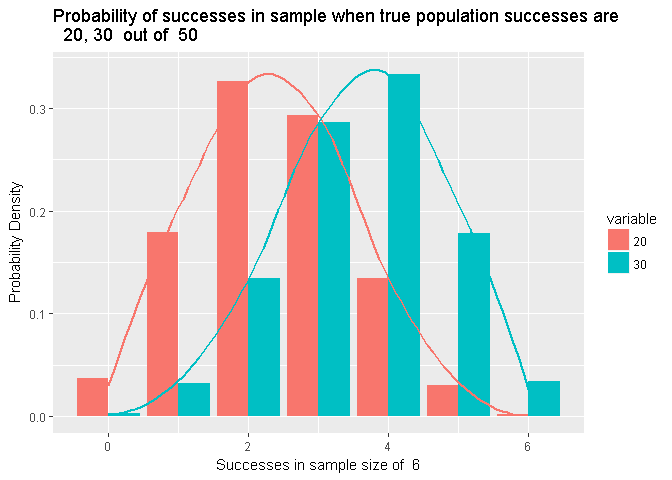 Probability of successes in sample when true population successes are
20, 30  out of  50
Probability Density
0.3
0.2
0.1
0.0
0
2
4
6
Successes in sample size of  6
variable
20
30